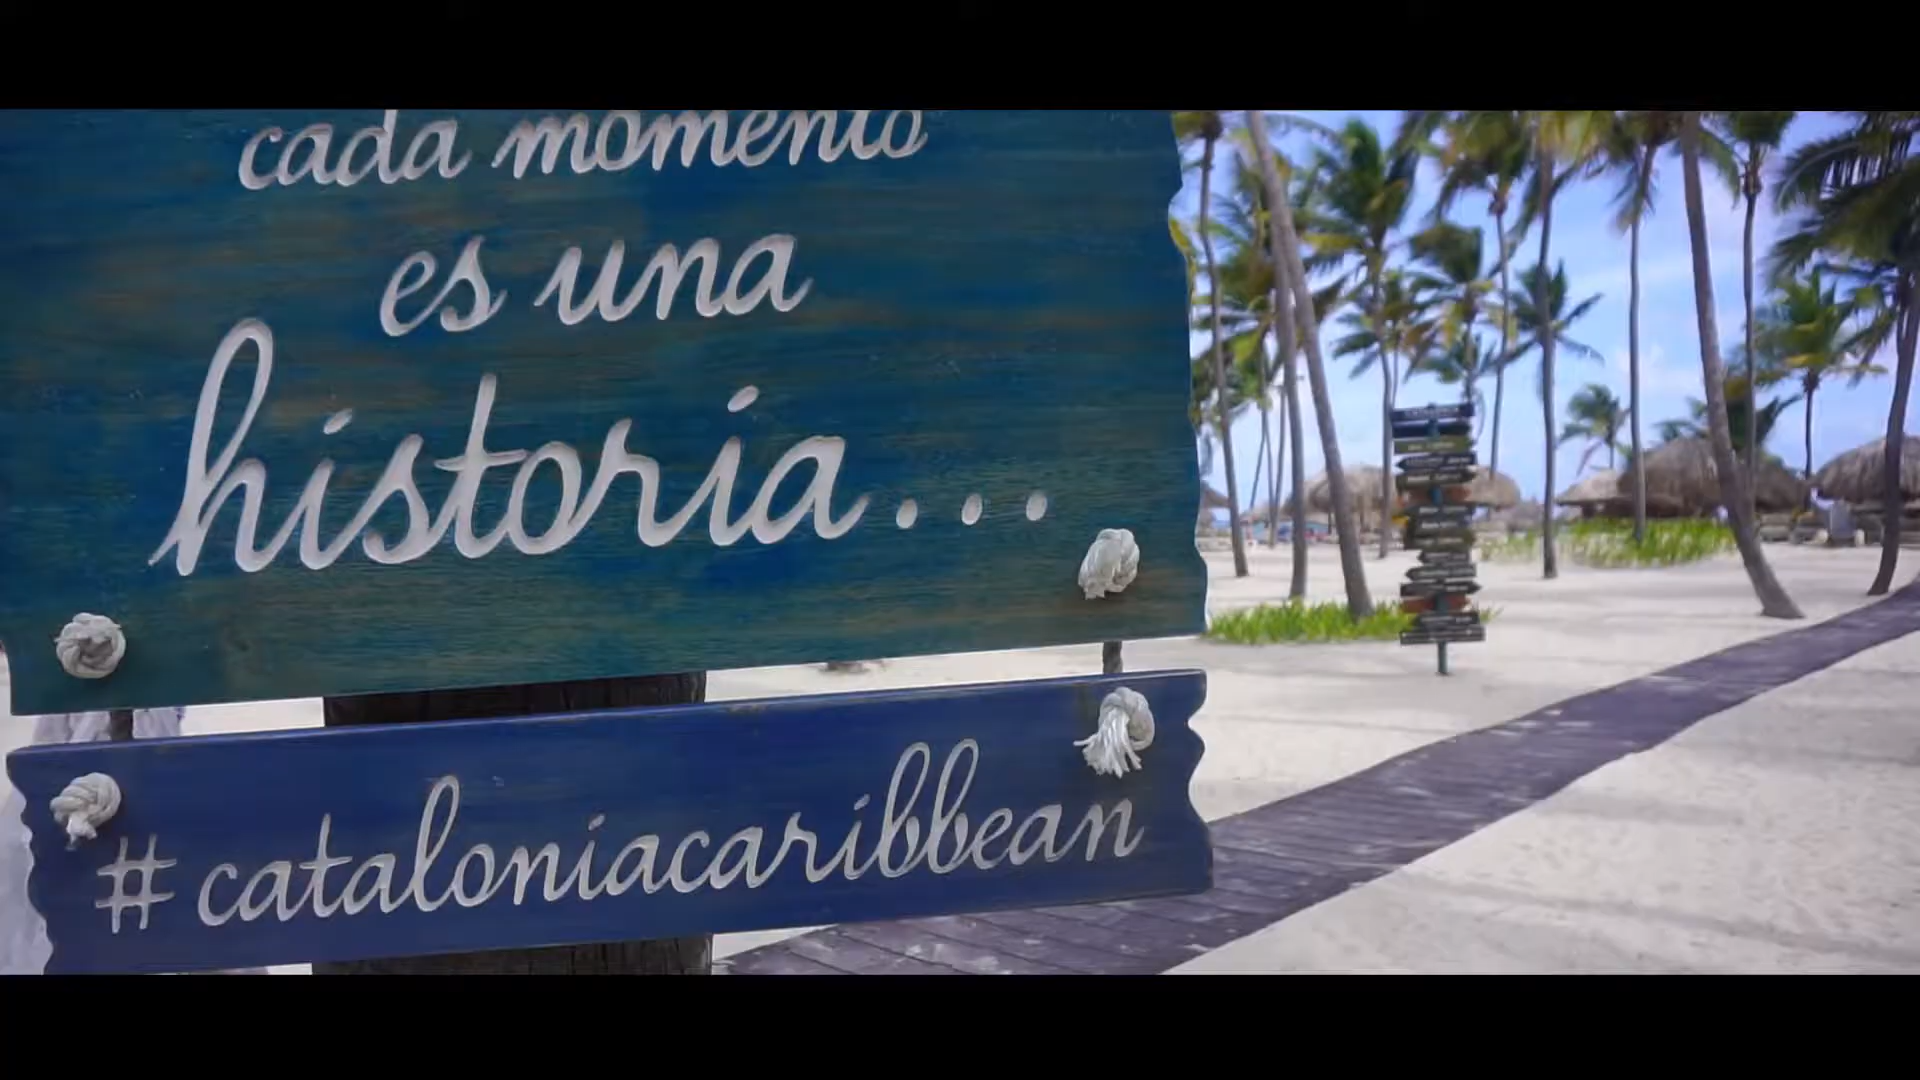 cada momento
es una
historia...
#cataloniacaribbean